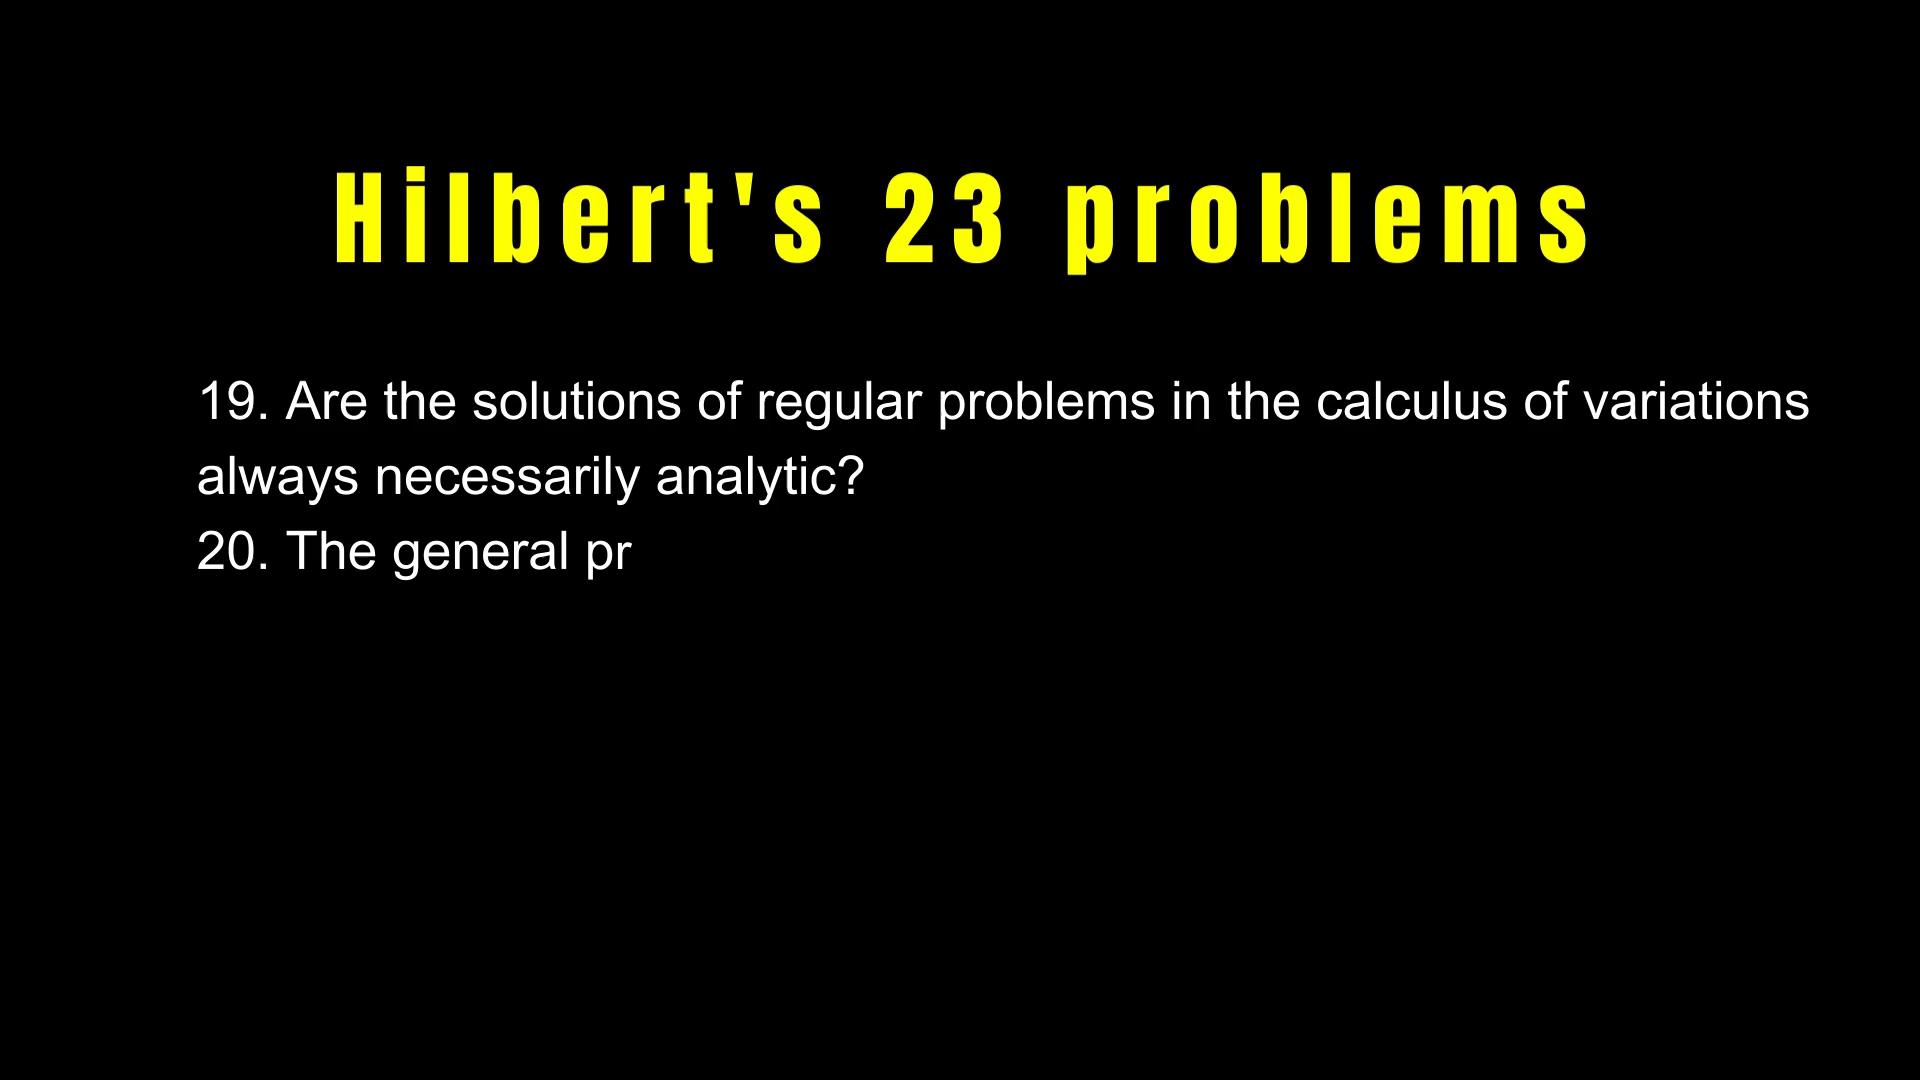 Hilbert's 23 problems
19. Are the solutions of regular problems in the calculus of variations
always necessarily analytic?
20. The general pr